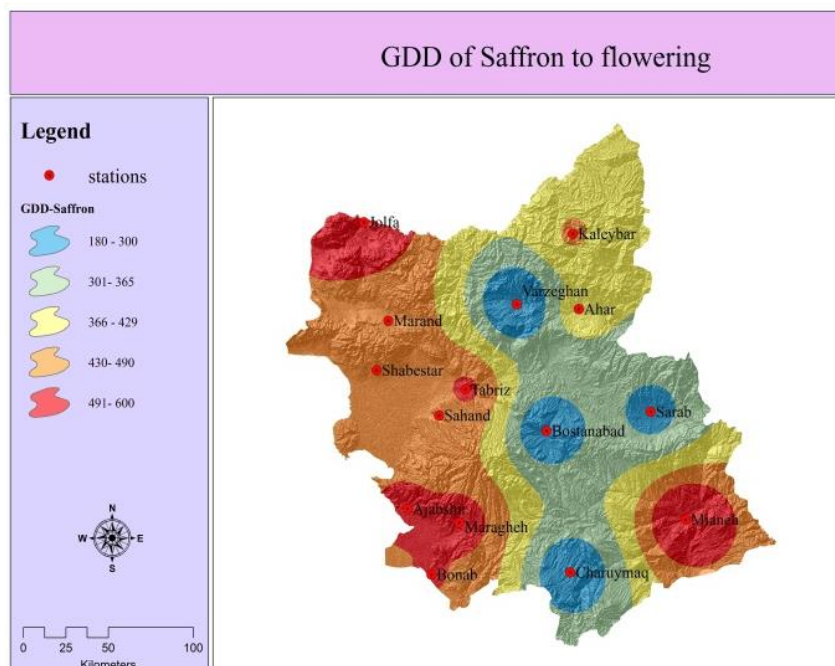 GDD of Saffron to flowering
Legend
stations
GDD-Saffron
180 - 300
301- 365
366 - 429
430 - 490
491- 600
N
W
E
S
0 25 50 100
Kilometers
Jolfa
Kaleybar
Varzeghan
Ahar
Marand
Shabestar
Tabriz
Sahand
Sarab
Bostanabad
Ajabshir
Maragheh
Mianeh
Bonab
Charuymaq